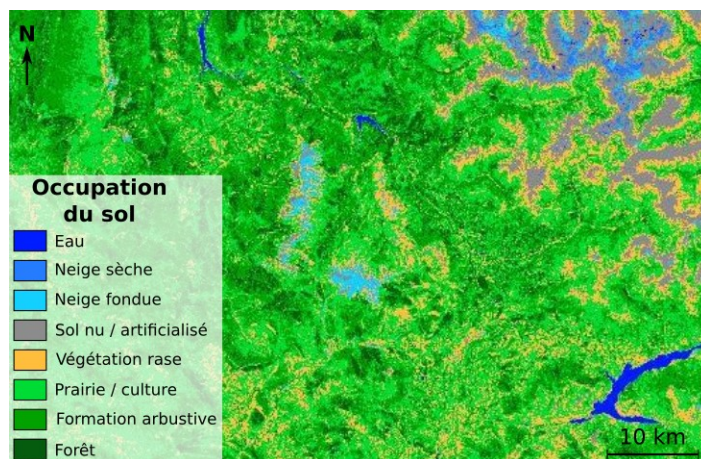 N
Occupation
du sol
Eau
Neige sèche
Neige fondue
Sol nu / artificialisé
Végétation rase
Prairie / culture
Formation arbustive
Forêt
10 km